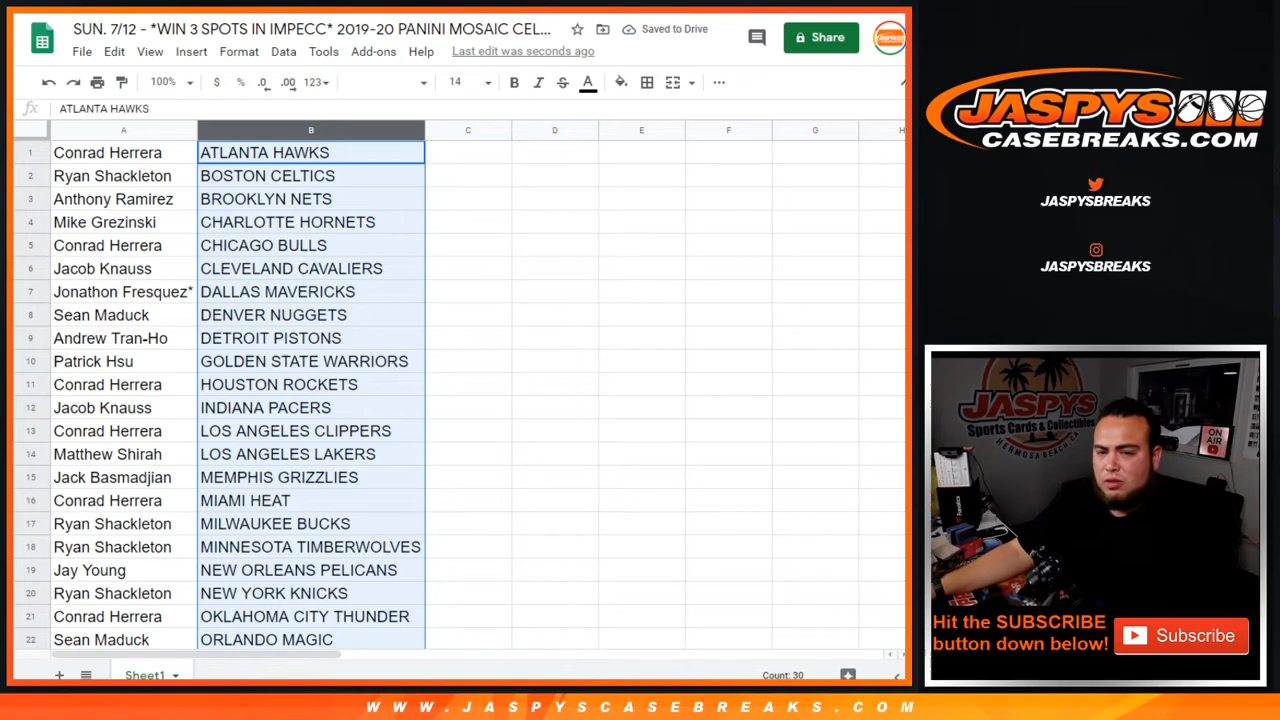 SUN. 7/12 - *WIN 3 SPOTS IN IMPECC* 2019-20 PANINI MOSAIC CEL...
Saved to Drive
Share
File Edit View Insert Format Data Tools Add-ons Help Last edit was seconds ago
100% $ % .0 .00 123 14 B I S A
fx ATLANTA HAWKS
A B C D E F G H
1 Conrad Herrera ATLANTA HAWKS
2 Ryan Shackleton BOSTON CELTICS
3 Anthony Ramirez BROOKLYN NETS
4 Mike Grezinski CHARLOTTE HORNETS
5 Conrad Herrera CHICAGO BULLS
6 Jacob Knauss CLEVELAND CAVALIERS
7 Jonathon Fresquez* DALLAS MAVERICKS
8 Sean Maduck DENVER NUGGETS
9 Andrew Tran-Ho DETROIT PISTONS
10 Patrick Hsu GOLDEN STATE WARRIORS
11 Conrad Herrera HOUSTON ROCKETS
12 Jacob Knauss INDIANA PACERS
13 Conrad Herrera LOS ANGELES CLIPPERS
14 Matthew Shirah LOS ANGELES LAKERS
15 Jack Basmadjian MEMPHIS GRIZZLIES
16 Conrad Herrera MIAMI HEAT
17 Ryan Shackleton MILWAUKEE BUCKS
18 Ryan Shackleton MINNESOTA TIMBERWOLVES
19 Jay Young NEW ORLEANS PELICANS
20 Ryan Shackleton NEW YORK KNICKS
21 Conrad Herrera OKLAHOMA CITY THUNDER
22 Sean Maduck ORLANDO MAGIC
Sheet1
Count: 30
JASPYS
CASEBREAKS.COM
JASPYSBREAKS
JASPYSBREAKS
JASPYS
Sports Cards & Collectibles
HERMOSA BEACH CA
ON
AIR
Fanatics
Hit the SUBSCRIBE
button down below!
Subscribe
WWW.JASPYSCASEBREAKS.COM